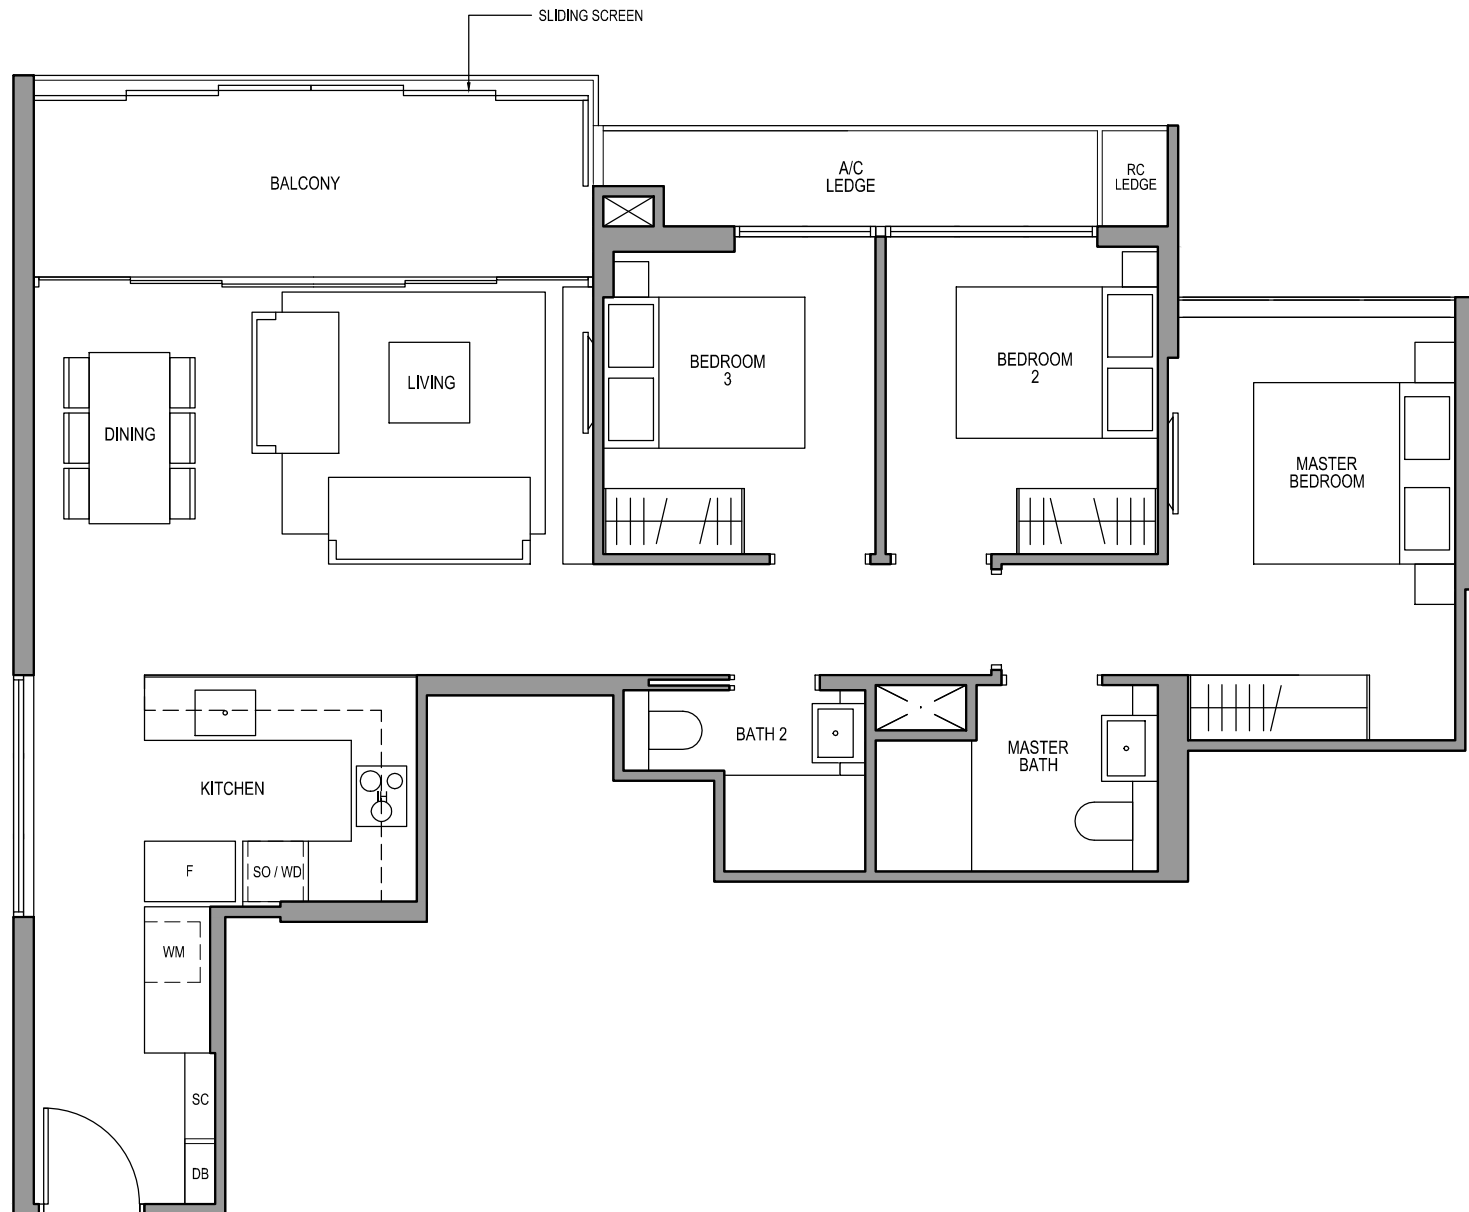 SLIDING SCREEN
BALCONY
A/C
LEDGE
RC
LEDGE
BEDROOM
3
BEDROOM
2
LIVING
DINING
MASTER
BEDROOM
BATH 2
MASTER
BATH
KITCHEN
F
SO / WD
WM
SC
DB